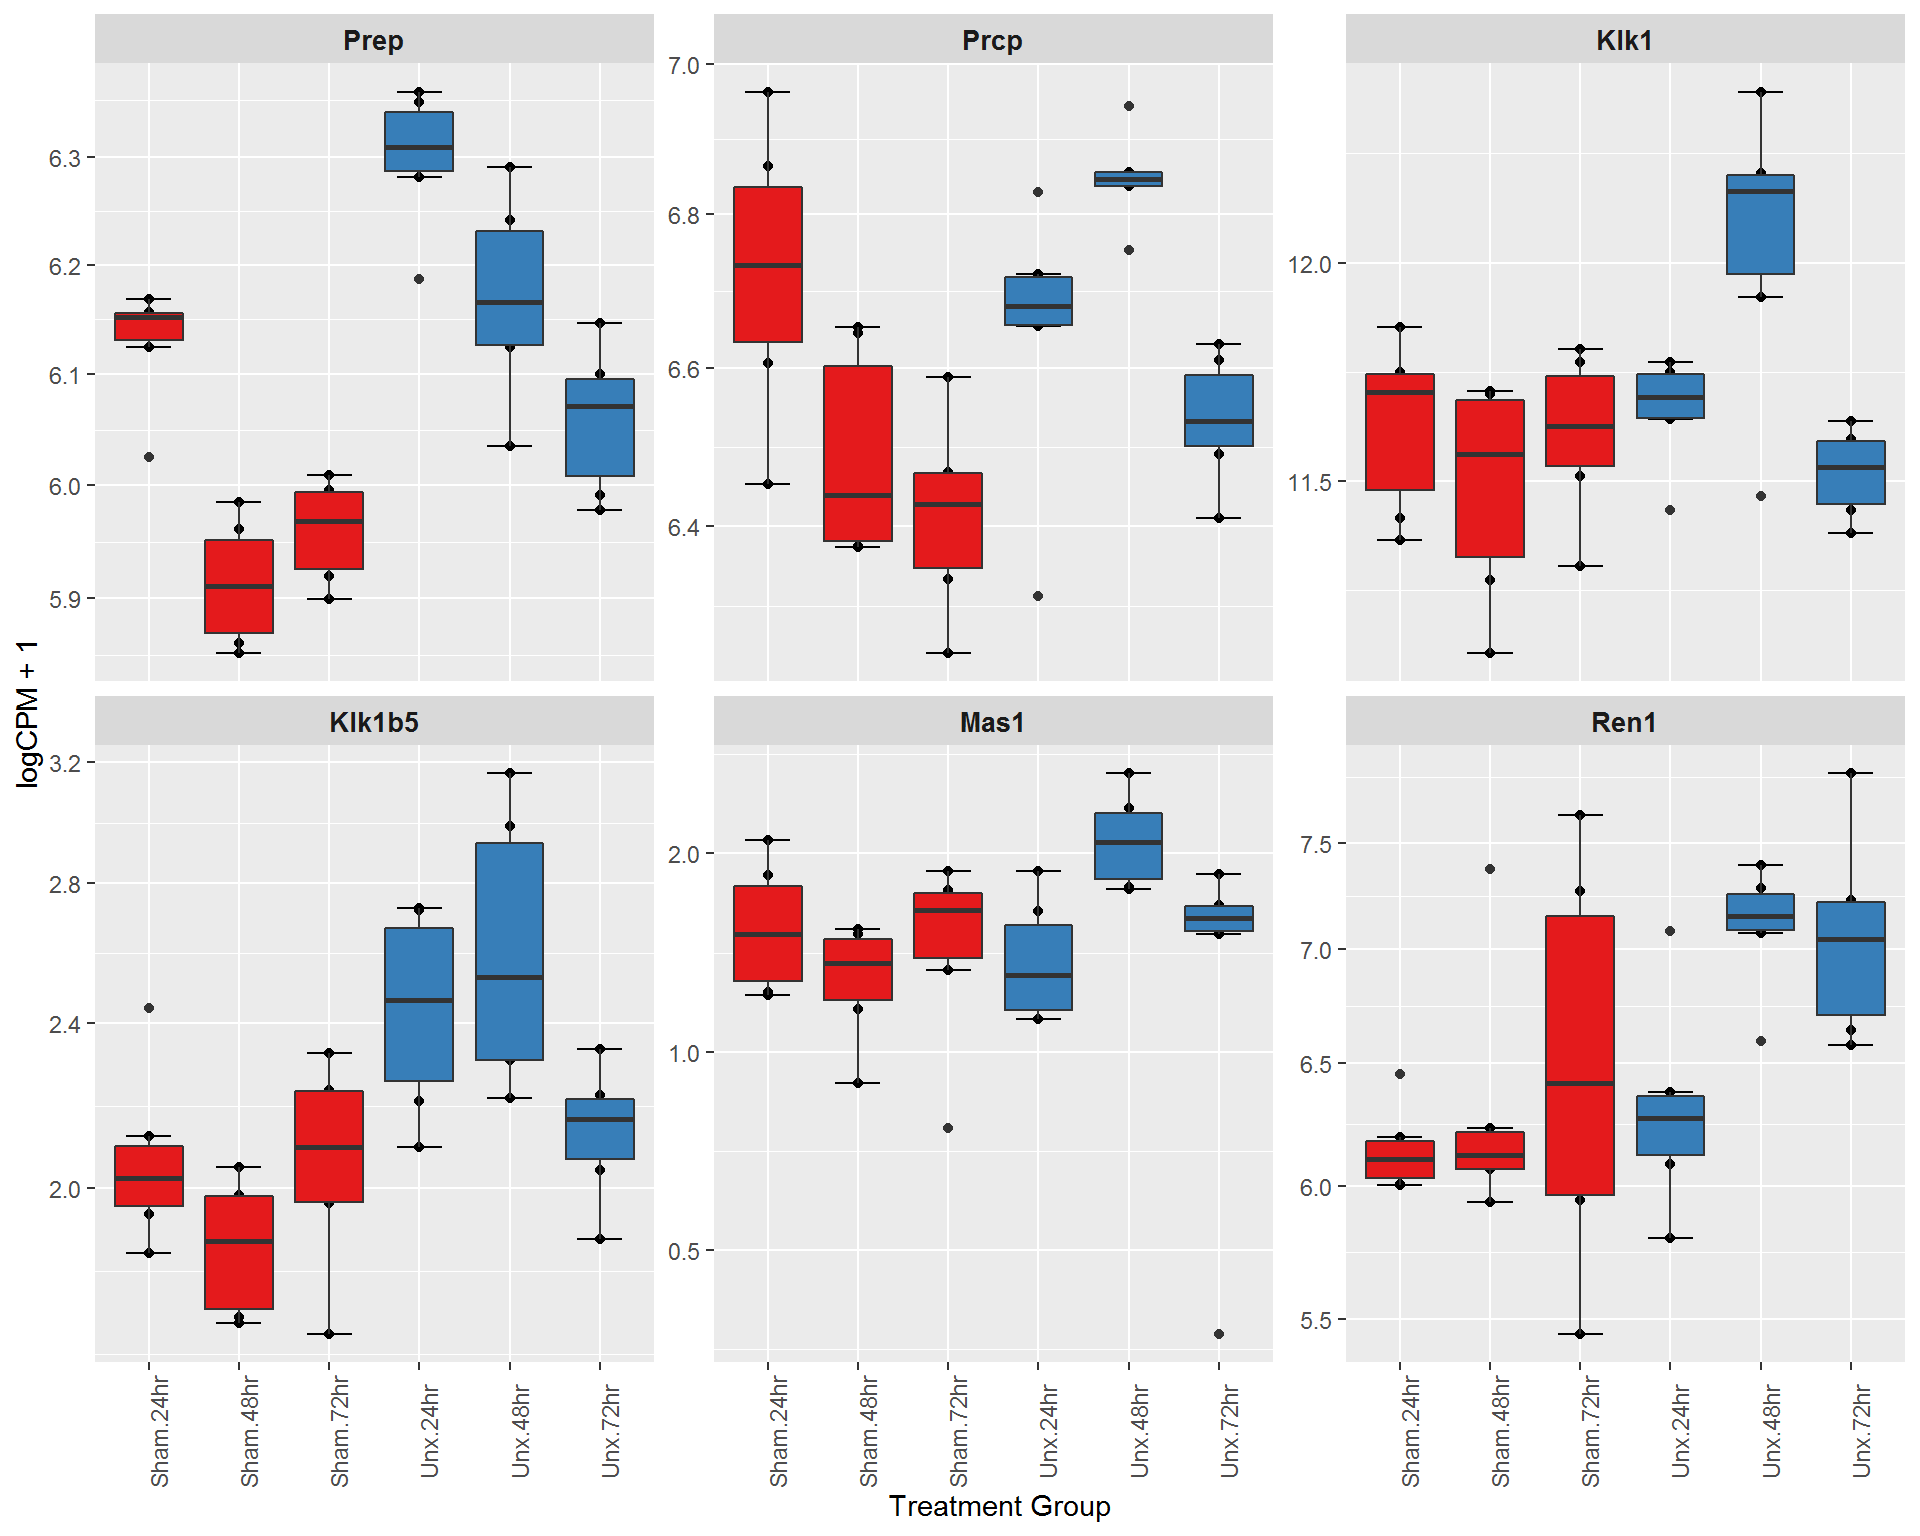 Prep
Prcp
Klk1
6.3
6.2
6.1
6.0
5.9
7.0
6.8
6.6
6.4
12.0
11.5
logCPM + 1
Klk1b5
Mas1
Ren1
3.2
2.8
2.4
2.0
2.0
1.0
0.5
7.5
7.0
6.5
6.0
5.5
Sham.24hr
Sham.48hr
Sham.72hr
Unx.24hr
Unx.48hr
Unx.72hr
Sham.24hr
Sham.48hr
Sham.72hr
Unx.24hr
Unx.48hr
Unx.72hr
Sham.24hr
Sham.48hr
Sham.72hr
Unx.24hr
Unx.48hr
Unx.72hr
Treatment Group